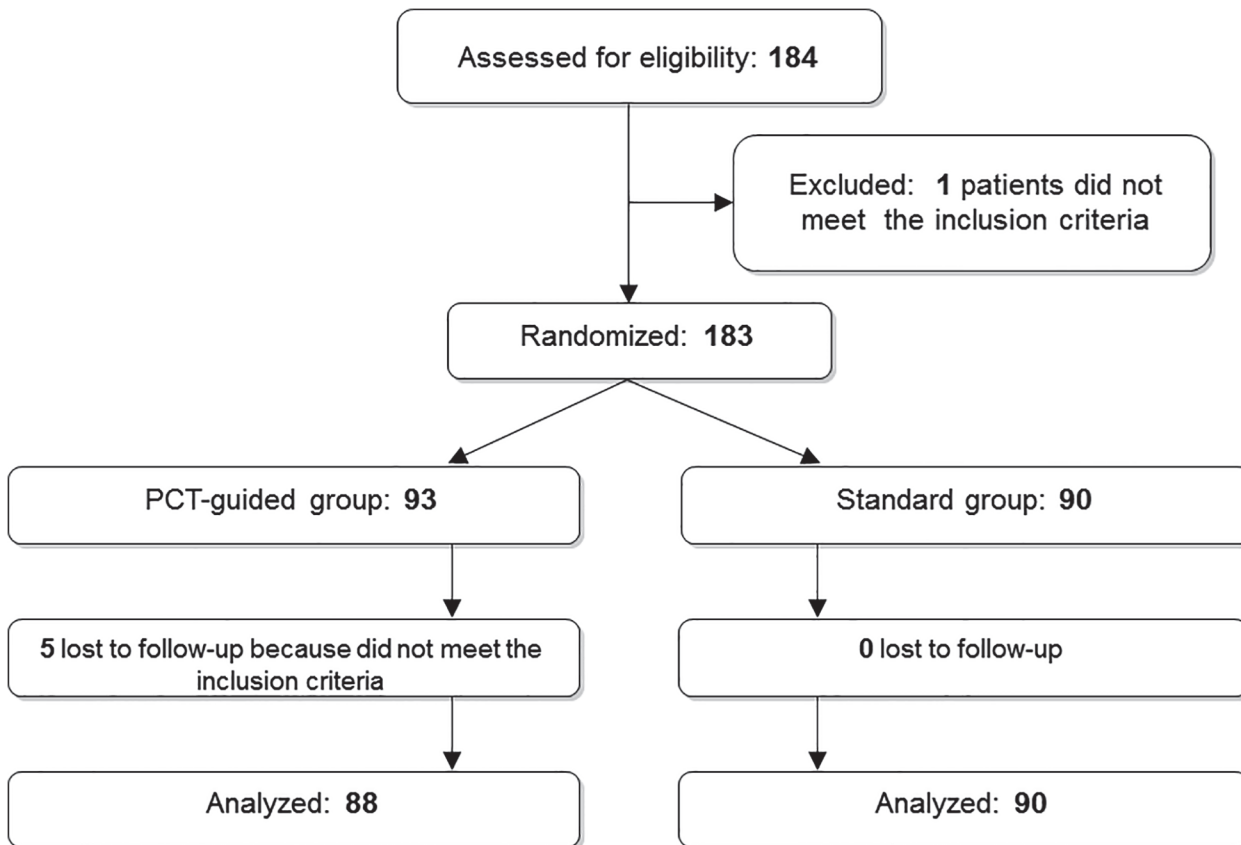 Assessed for eligibility: 184
Excluded: 1 patients did not
meet the inclusion criteria
Randomized: 183
PCT-guided group: 93
Standard group: 90
5 lost to follow-up because did not meet the
inclusion criteria
0 lost to follow-up
Analyzed: 88
Analyzed: 90